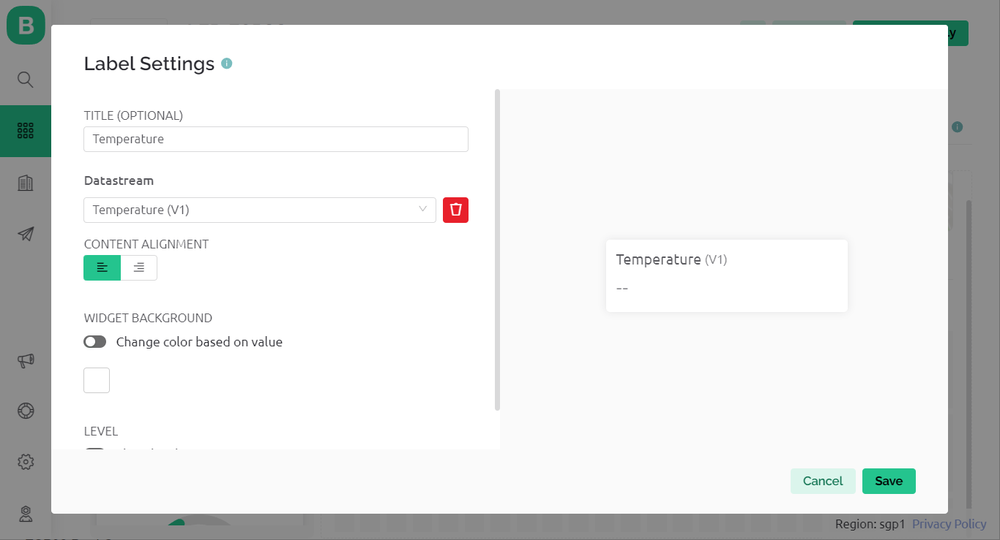 B
Label Settings
TITLE (OPTIONAL)
Temperature
Datastream
Temperature (V1)
CONTENT ALIGNMENT
WIDGET BACKGROUND
Change color based on value
LEVEL
Temperature (V1)
--
Cancel
Save
Region: sgp1 Privacy Policy